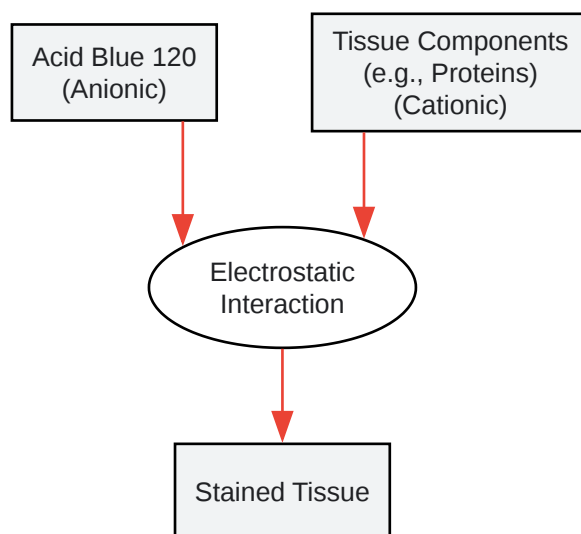 Acid Blue 120
(Anionic)
Tissue Components
(e.g., Proteins)
(Cationic)
Electrostatic
Interaction
Stained Tissue